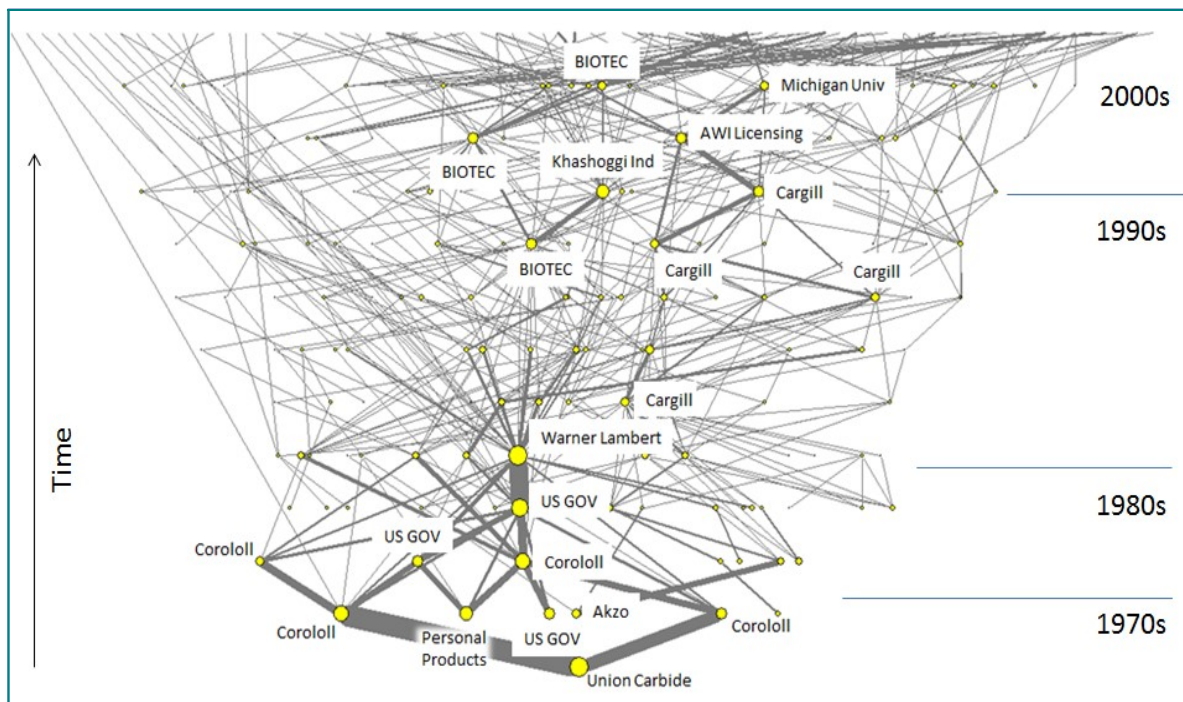 BIOTEC
Michigan Univ
2000s
AWI Licensing
Khashoggi Ind
BIOTEC
Cargill
1990s
BIOTEC
Cargill
Cargill
Cargill
Time
Warner Lambert
US GOV
1980s
US GOV
Corololl
Corololl
Akzo
1970s
Corololl
Personal
Products
US GOV
Corololl
Union Carbide